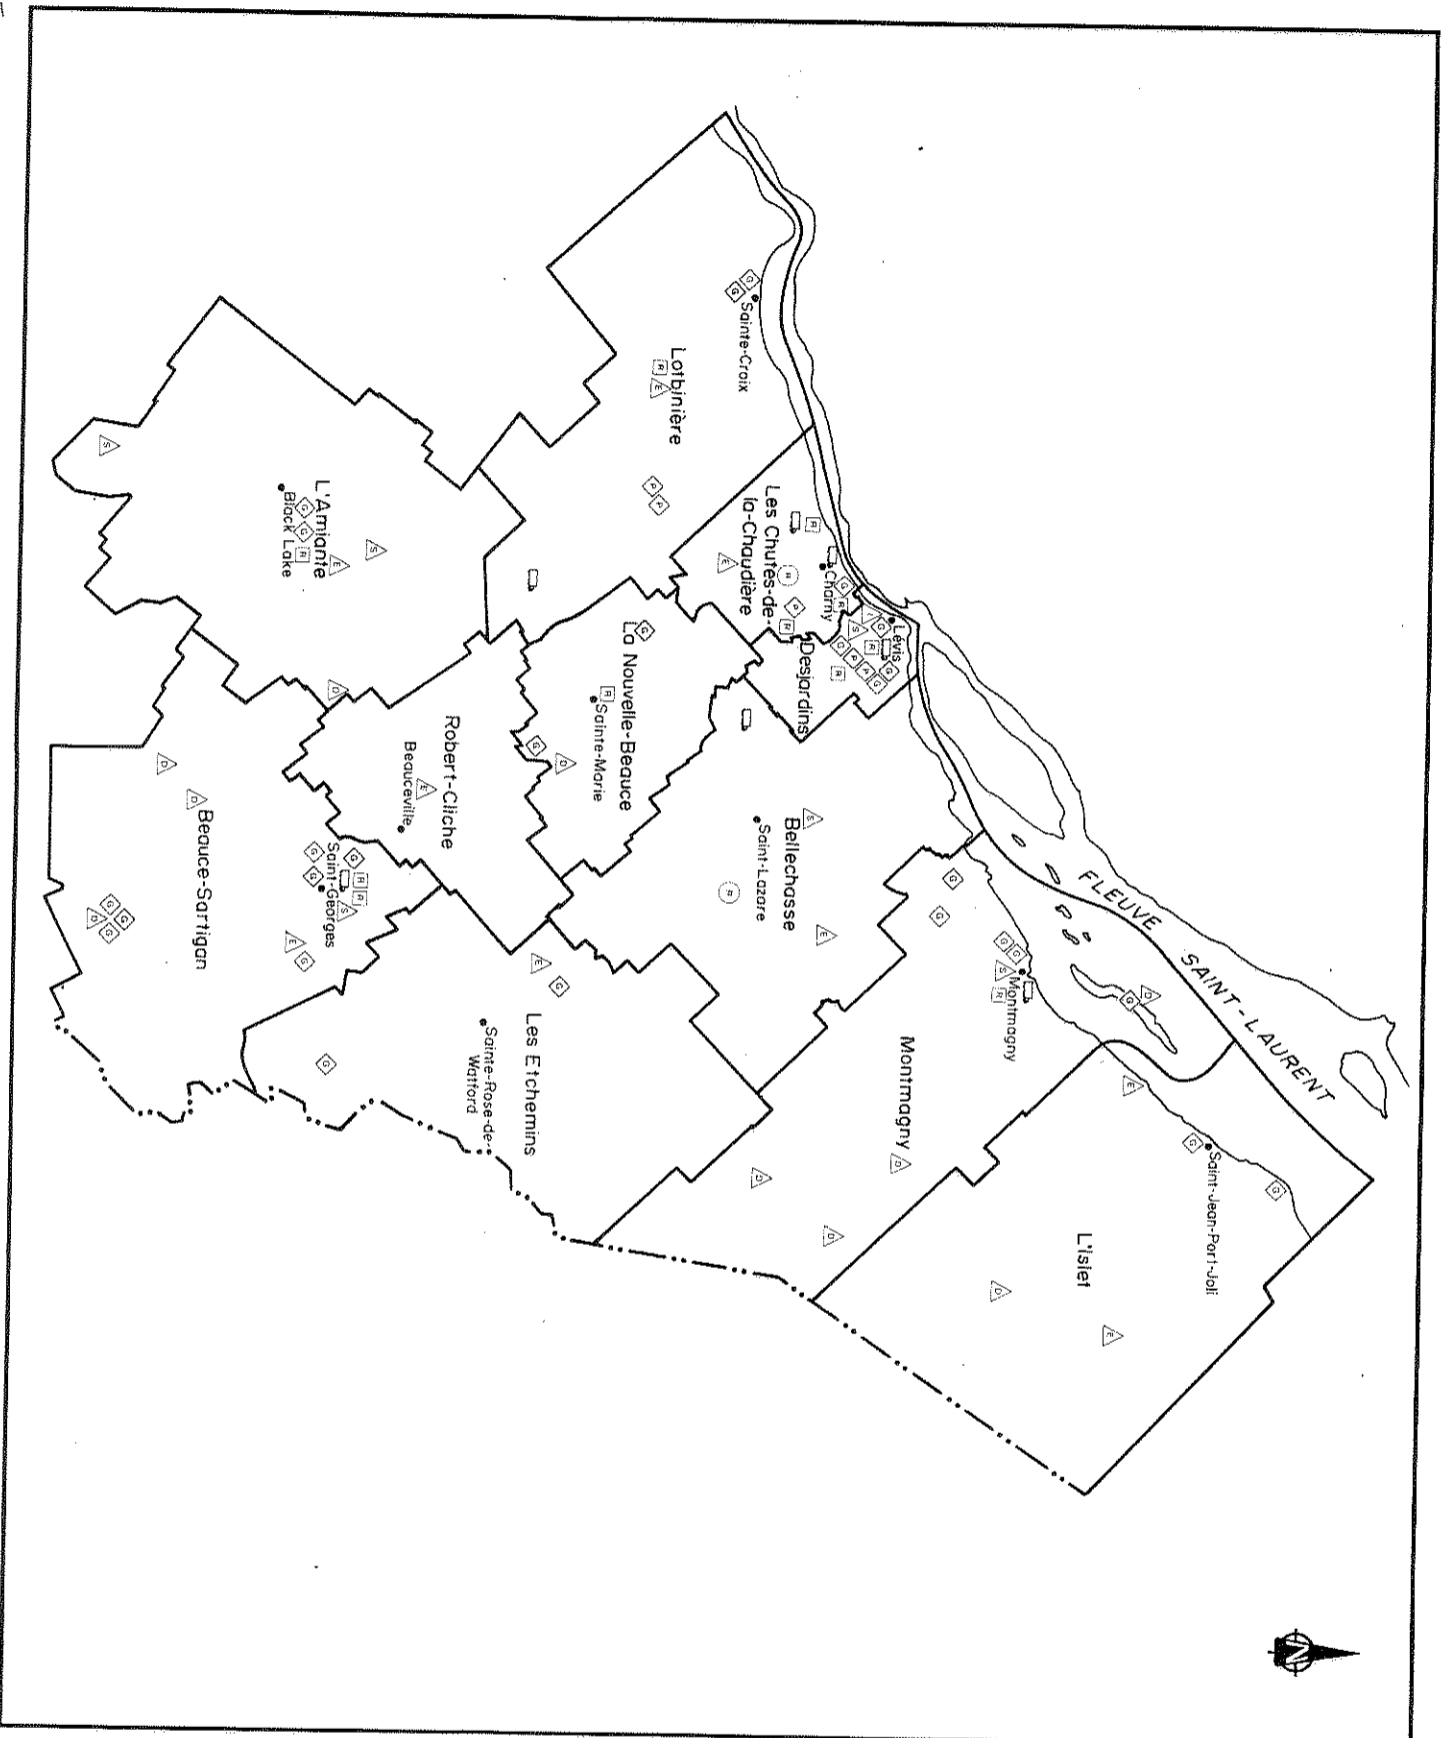 FLEUVE SAINT-LAURENT
Sainte-Croix
G
G
Lotbinière
R
E
P
P
Les Chutes-de-
la-Chaudière
R
E
R
P
R
Charny
G
R
Lévis
I
G
S
R
G
G
P
A
G
R
Desjardins
L'Amiante
Black Lake
G
G
R
E
S
S
La Nouvelle-Beauce
G
R
Sainte-Marie
G
D
Robert-Cliche
E
Beauceville
D
Bellechasse
S
Saint-Lazare
R
E
Beauce-Sartigan
D
D
Saint-Georges
G
G
G
R
R
S
E
G
G
G
D
G
Les Etchemins
E
G
Sainte-Rose-de-
Watford
G
Montmagny
G
G
G
G
S
R
Montmagny
G
D
D
D
D
L'Islet
E
G
Saint-Jean-Port-Joli
G
D
E
N